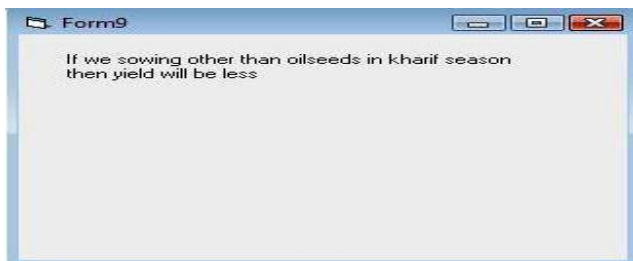 Form9
If we sowing other than oilseeds in kharif season
then yield will be less